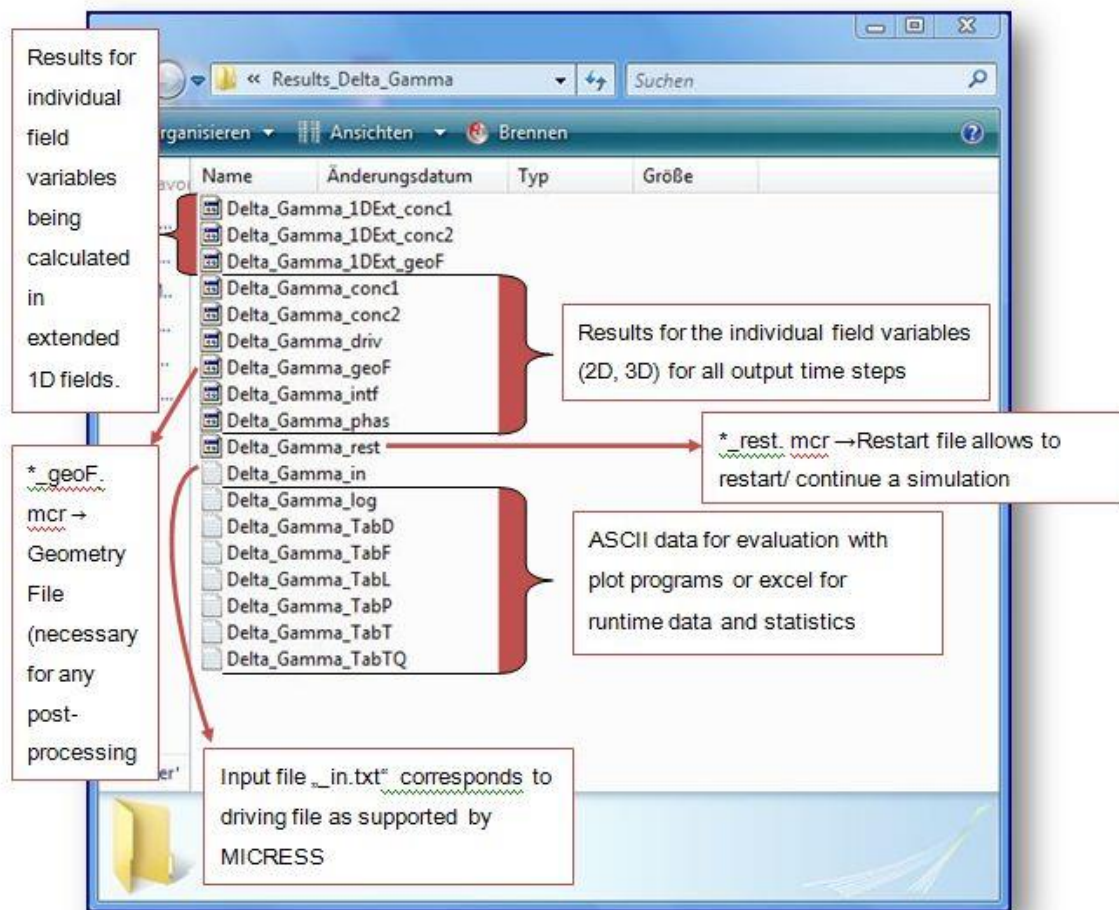 Results for
individual
field
variables
being
calculated
in
extended
1D fields.
« Results_Delta_Gamma
Suchen
rganisieren
Ansichten
Brennen
avor
Name
Änderungsdatum
Typ
Größe
Delta_Gamma_1DExt_conc1
Delta_Gamma_1DExt_conc2
Delta_Gamma_1DExt_geoF
Delta_Gamma_conc1
Delta_Gamma_conc2
Delta_Gamma_driv
Delta_Gamma_geoF
Delta_Gamma_intf
Delta_Gamma_phas
Delta_Gamma_rest
Delta_Gamma_in
Delta_Gamma_log
Delta_Gamma_TabD
Delta_Gamma_TabF
Delta_Gamma_TabL
Delta_Gamma_TabP
Delta_Gamma_TabT
Delta_Gamma_TabTQ
Results for the individual field variables
(2D, 3D) for all output time steps
*_rest. mcr →Restart file allows to
restart/ continue a simulation
*_geoF.
mcr →
Geometry
File
(necessary
for any
post-
processing
ASCII data for evaluation with
plot programs or excel for
runtime data and statistics
er'
Input file „_in.txt“ corresponds to
driving file as supported by
MICRESS